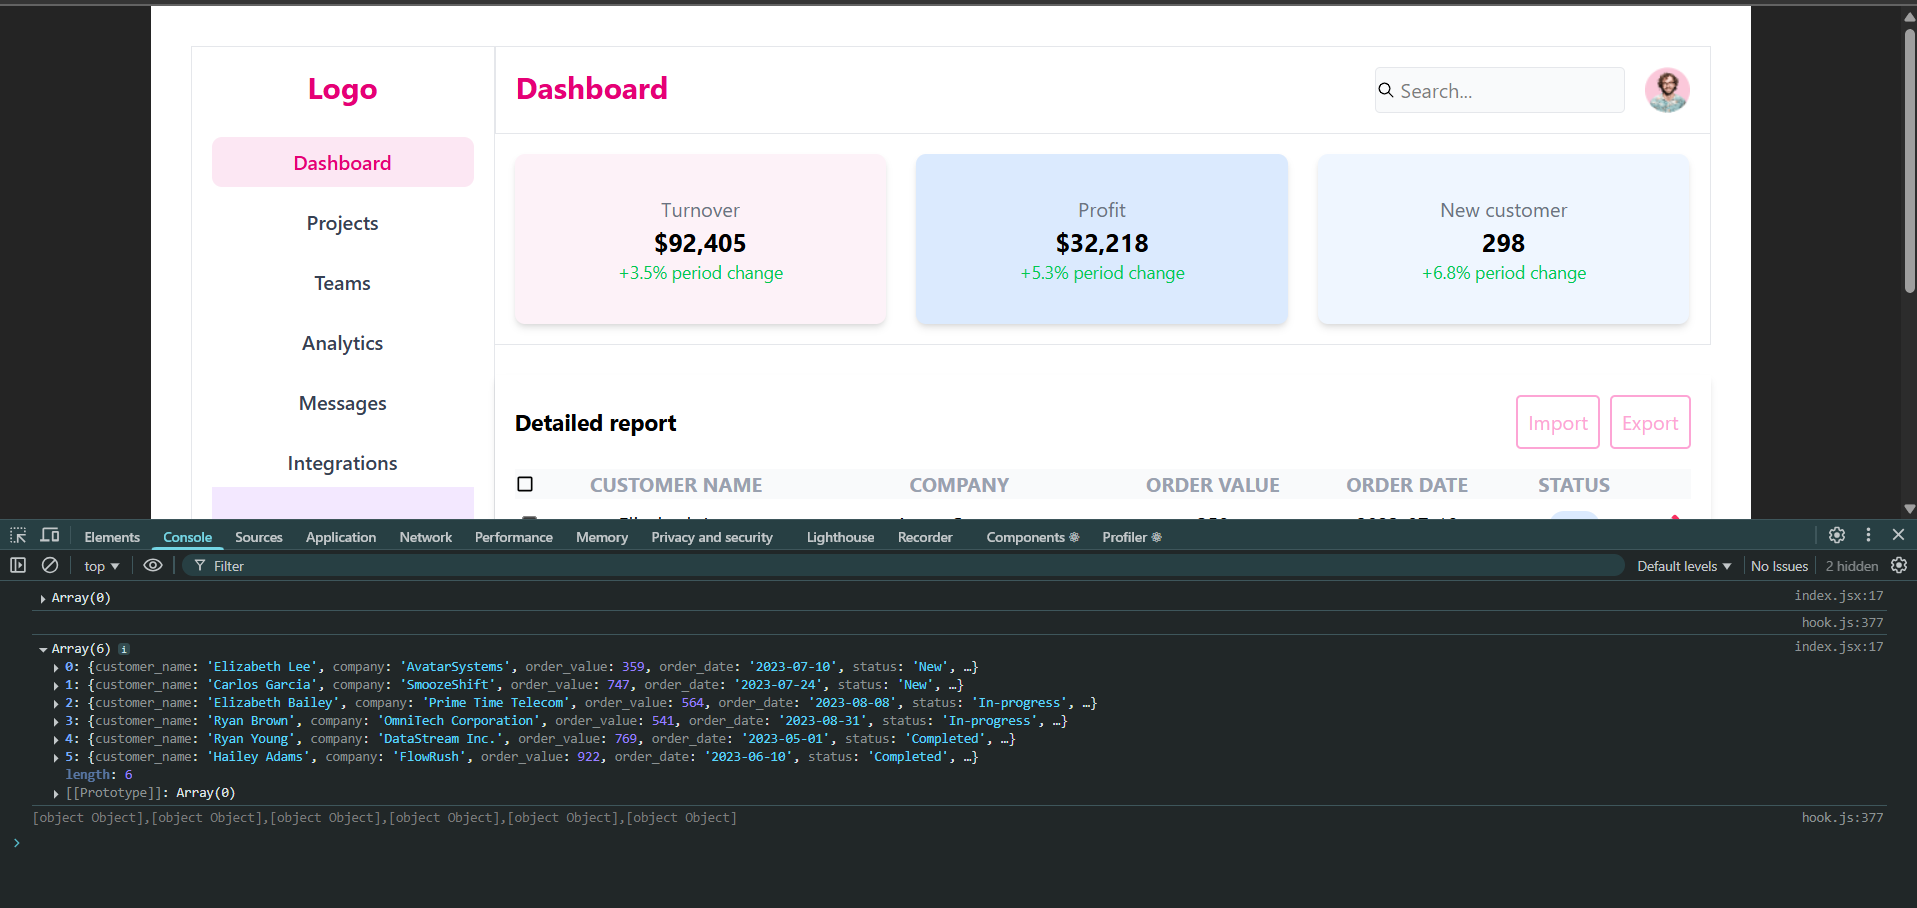 Logo
Dashboard
Search...
Dashboard
Projects
Teams
Analytics
Messages
Integrations
Turnover
$92,405
+3.5% period change
Profit
$32,218
+5.3% period change
New customer
298
+6.8% period change
Detailed report
Import Export
CUSTOMER NAME COMPANY ORDER VALUE ORDER DATE STATUS
Elements Console Sources Application Network Performance Memory Privacy and security Lighthouse Recorder Components Profiler
top Filter Default levels No Issues 2 hidden
Array(0) index.jsx:17
hook.js:377
Array(6) i index.jsx:17
0: {customer_name: 'Elizabeth Lee', company: 'AvatarSystems', order_value: 359, order_date: '2023-07-10', status: 'New', …}
1: {customer_name: 'Carlos Garcia', company: 'SmoozeShift', order_value: 747, order_date: '2023-07-24', status: 'New', …}
2: {customer_name: 'Elizabeth Bailey', company: 'Prime Time Telecom', order_value: 564, order_date: '2023-08-08', status: 'In-progress', …}
3: {customer_name: 'Ryan Brown', company: 'OmniTech Corporation', order_value: 541, order_date: '2023-08-31', status: 'In-progress', …}
4: {customer_name: 'Ryan Young', company: 'DataStream Inc.', order_value: 769, order_date: '2023-05-01', status: 'Completed', …}
5: {customer_name: 'Hailey Adams', company: 'FlowRush', order_value: 922, order_date: '2023-06-10', status: 'Completed', …}
length: 6
[[Prototype]]: Array(0)
[object Object],[object Object],[object Object],[object Object],[object Object],[object Object] hook.js:377